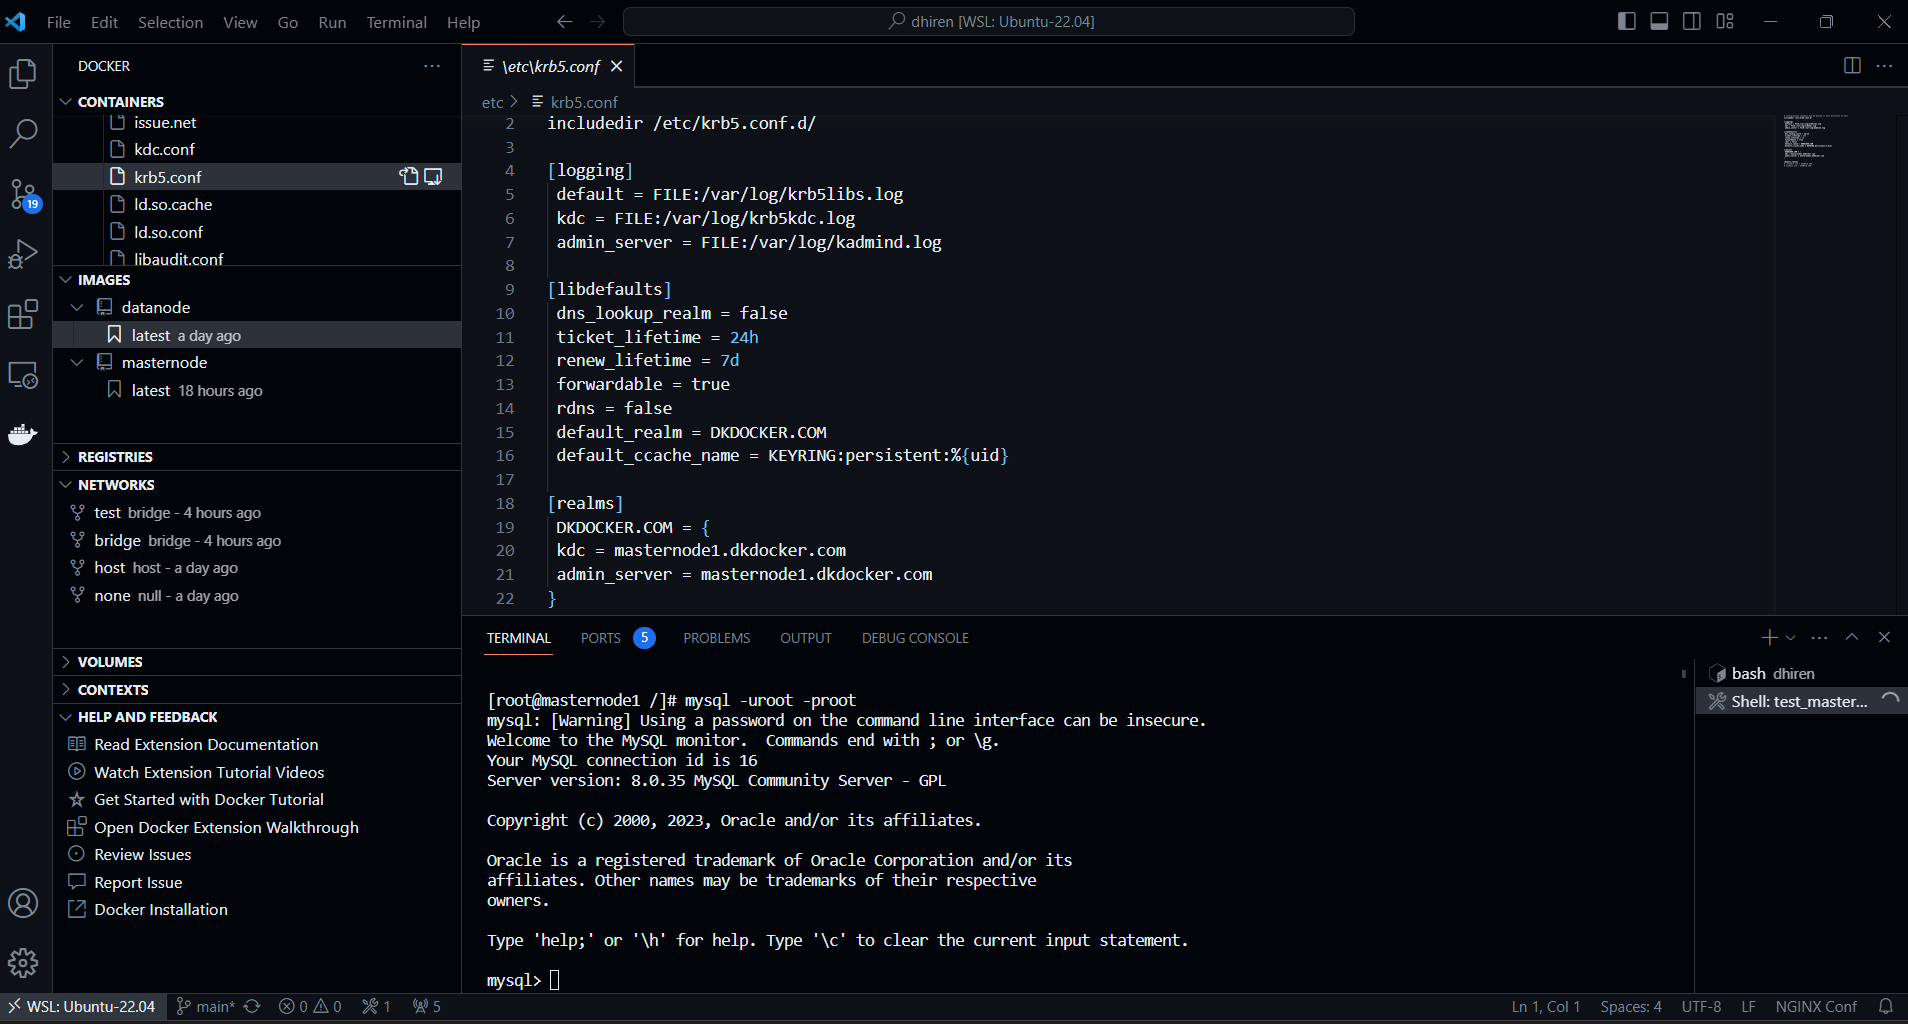 File Edit Selection View Go Run Terminal Help
dhiren [WSL: Ubuntu-22.04]
DOCKER
CONTAINERS
issue.net
kdc.conf
krb5.conf
ld.so.cache
ld.so.conf
libaudit.conf
IMAGES
datanode
latest a day ago
masternode
latest 18 hours ago
REGISTRIES
NETWORKS
test bridge - 4 hours ago
bridge bridge - 4 hours ago
host host - a day ago
none null - a day ago
VOLUMES
CONTEXTS
HELP AND FEEDBACK
Read Extension Documentation
Watch Extension Tutorial Videos
Get Started with Docker Tutorial
Open Docker Extension Walkthrough
Review Issues
Report Issue
Docker Installation
19
\etc\krb5.conf
etc > krb5.conf
2 includedir /etc/krb5.conf.d/
3
4 [logging]
5 default = FILE:/var/log/krb5libs.log
6 kdc = FILE:/var/log/krb5kdc.log
7 admin_server = FILE:/var/log/kadmind.log
8
9 [libdefaults]
10 dns_lookup_realm = false
11 ticket_lifetime = 24h
12 renew_lifetime = 7d
13 forwardable = true
14 rdns = false
15 default_realm = DKDOCKER.COM
16 default_ccache_name = KEYRING:persistent:%{uid}
17
18 [realms]
19 DKDOCKER.COM = {
20 kdc = masternode1.dkdocker.com
21 admin_server = masternode1.dkdocker.com
22 }
TERMINAL PORTS 5 PROBLEMS OUTPUT DEBUG CONSOLE
[root@masternode1 /]# mysql -uroot -proot
mysql: [Warning] Using a password on the command line interface can be insecure.
Welcome to the MySQL monitor.  Commands end with ; or \g.
Your MySQL connection id is 16
Server version: 8.0.35 MySQL Community Server - GPL
Copyright (c) 2000, 2023, Oracle and/or its affiliates.
Oracle is a registered trademark of Oracle Corporation and/or its
affiliates. Other names may be trademarks of their respective
owners.
Type 'help;' or '\h' for help. Type '\c' to clear the current input statement.
mysql>
bash dhiren
Shell: test_master...
WSL: Ubuntu-22.04 main* 0 0 1 5
Ln 1, Col 1 Spaces: 4 UTF-8 LF NGINX Conf